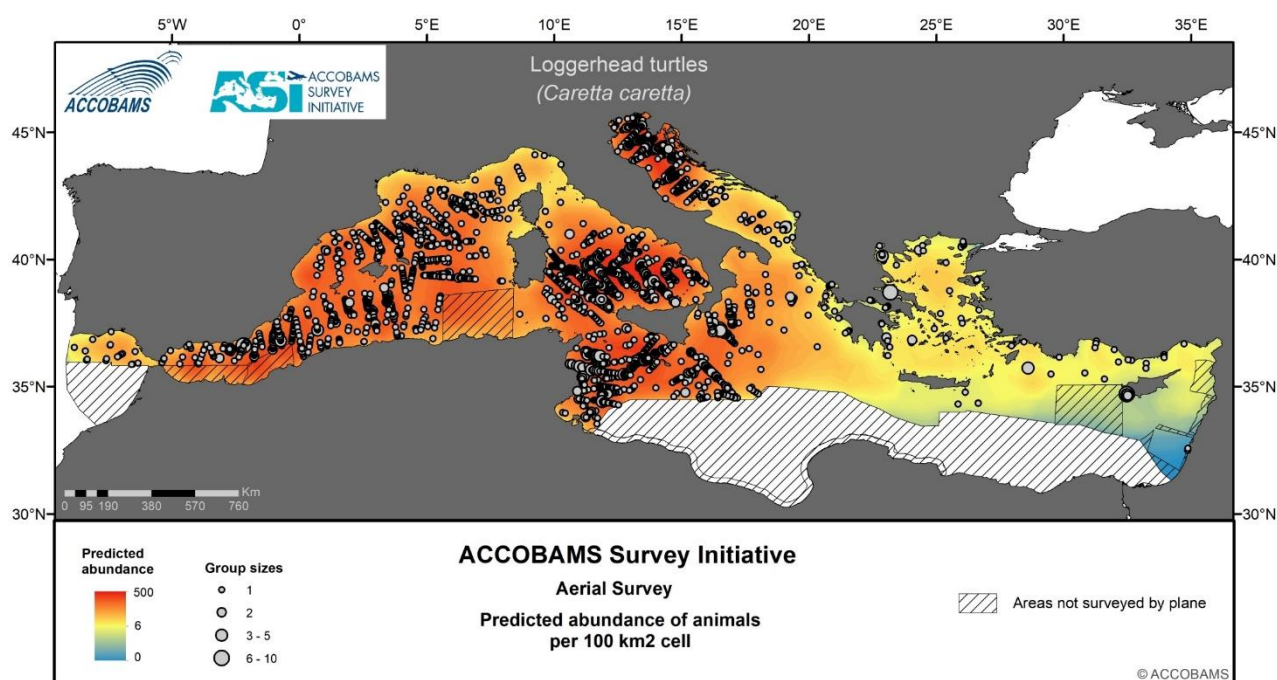 5°W 0° 5°E 10°E 15°E 20°E 25°E 30°E 35°E
ACCOBAMS
ASI
ACCOBAMS
SURVEY
INITIATIVE
Loggerhead turtles
(Caretta caretta)
45°N 45°N
40°N 40°N
35°N 35°N
Km
0 95 190 380 570 760
30°N 30°N
Predicted
abundance
500
6
0
Group sizes
1
2
3 - 5
6 - 10
ACCOBAMS Survey Initiative
Aerial Survey
Predicted abundance of animals
per 100 km2 cell
Areas not surveyed by plane
© ACCOBAMS